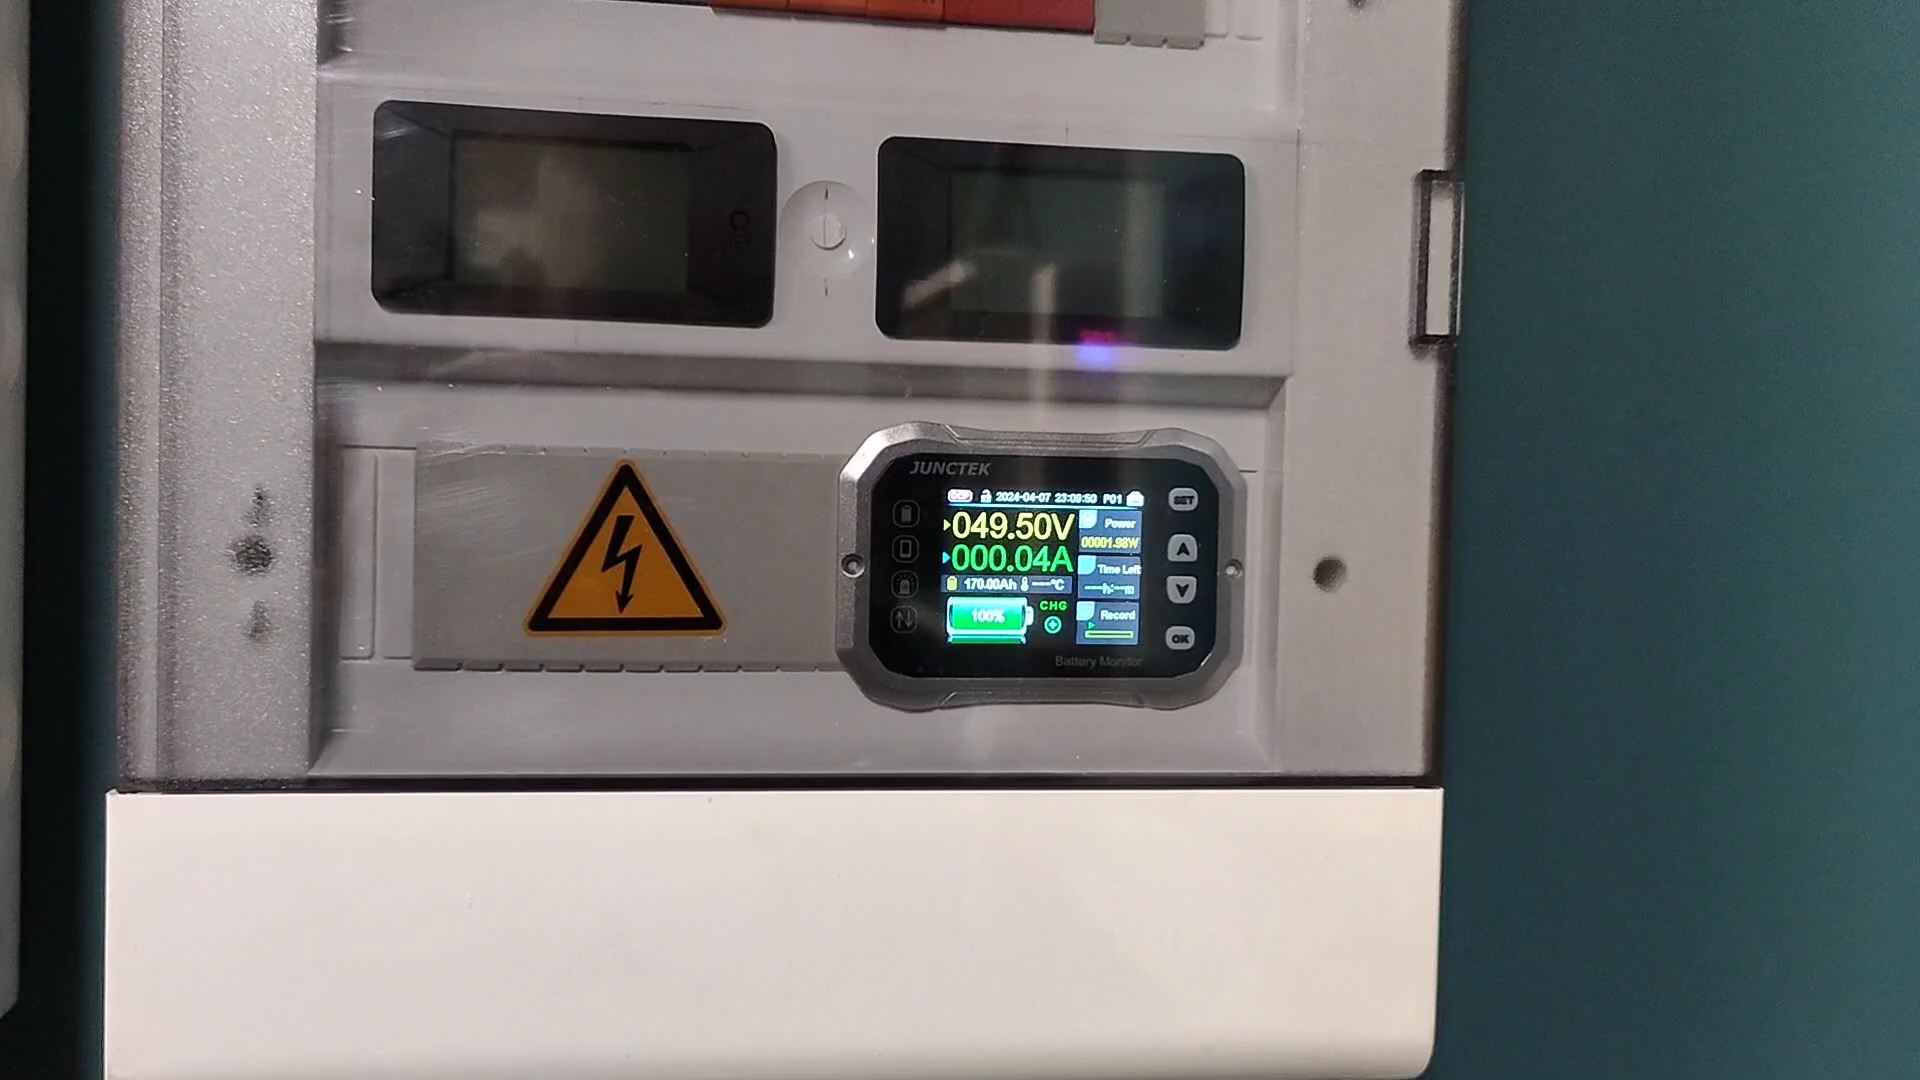 JUNCTEK
OCP 2024-04-07 23:09:50 P01
049.50V
Power
00001.98W
000.04A
Time Left
---h:--m
170.00Ah ---℃
100%
CHG
Record
Battery Monitor
SET
OK